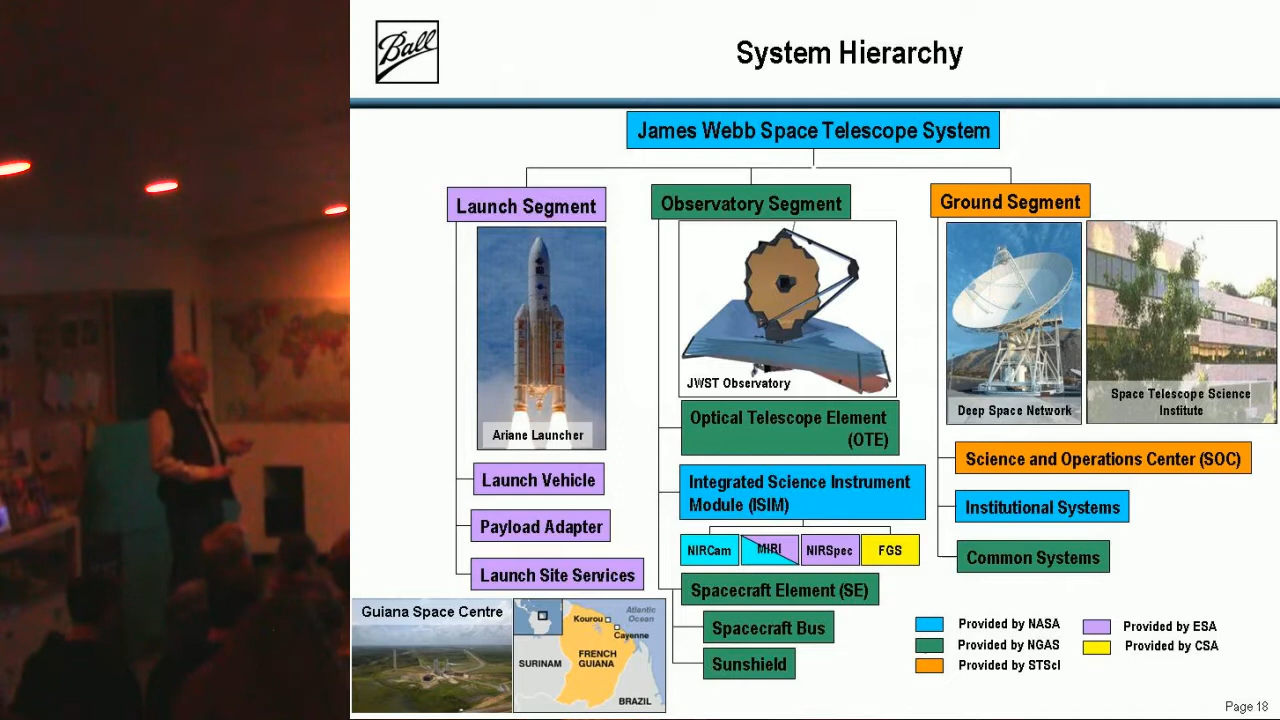 Ball
System Hierarchy
James Webb Space Telescope System
Launch Segment
Ariane Launcher
Launch Vehicle
Payload Adapter
Launch Site Services
Guiana Space Centre
Atlantic
Ocean
Kourou
Cayenne
SURINAM
FRENCH
GUIANA
BRAZIL
Observatory Segment
JWST Observatory
Optical Telescope Element
(OTE)
Integrated Science Instrument
Module (ISIM)
NIRCam
MIRI
NIRSpec
FGS
Spacecraft Element (SE)
Spacecraft Bus
Sunshield
Ground Segment
Deep Space Network
Space Telescope Science
Institute
Science and Operations Center (SOC)
Institutional Systems
Common Systems
Provided by NASA
Provided by NGAS
Provided by STScI
Provided by ESA
Provided by CSA
Page 18